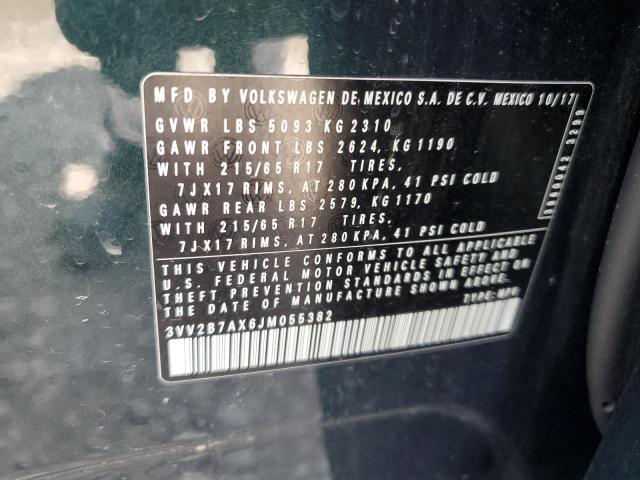 MFD BY VOLKSWAGEN DE MEXICO S.A. DE C.V. MEXICO 10/17
GVWR LBS 5093 KG 2310
GAWR FRONT LBS 2624, KG 1190
WITH 215/65 R17 TIRES,
7JX17 RIMS, AT 280 KPA, 41 PSI COLD
GAWR REAR LBS 2579, KG 1170
WITH 215/65 R17 TIRES,
7JX17 RIMS, AT 280 KPA, 41 PSI COLD
THIS VEHICLE CONFORMS TO ALL APPLICABLE
U.S. FEDERAL MOTOR VEHICLE SAFETY AND
THEFT PREVENTION STANDARDS IN EFFECT ON
THE DATE OF MANUFACTURE SHOWN ABOVE.
TYPE: MPV
3VV2B7AX6JM055382